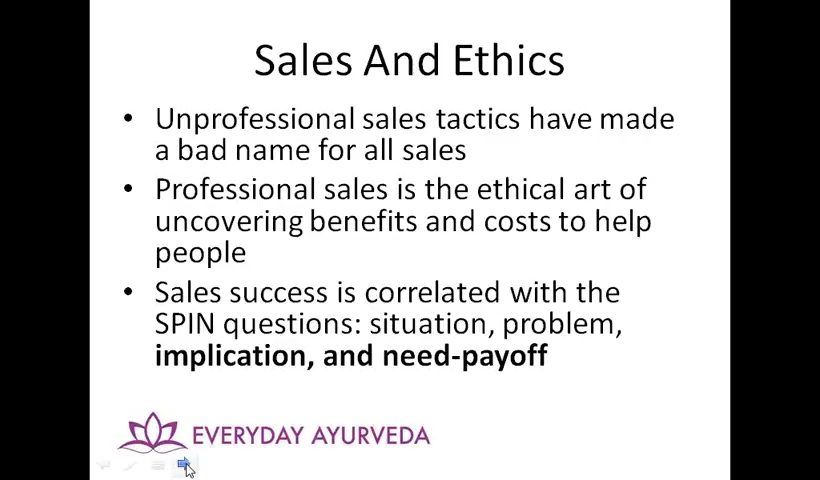 Sales And Ethics
• Unprofessional sales tactics have made
a bad name for all sales
• Professional sales is the ethical art of
uncovering benefits and costs to help
people
• Sales success is correlated with the
SPIN questions: situation, problem,
implication, and need-payoff
EVERYDAY AYURVEDA